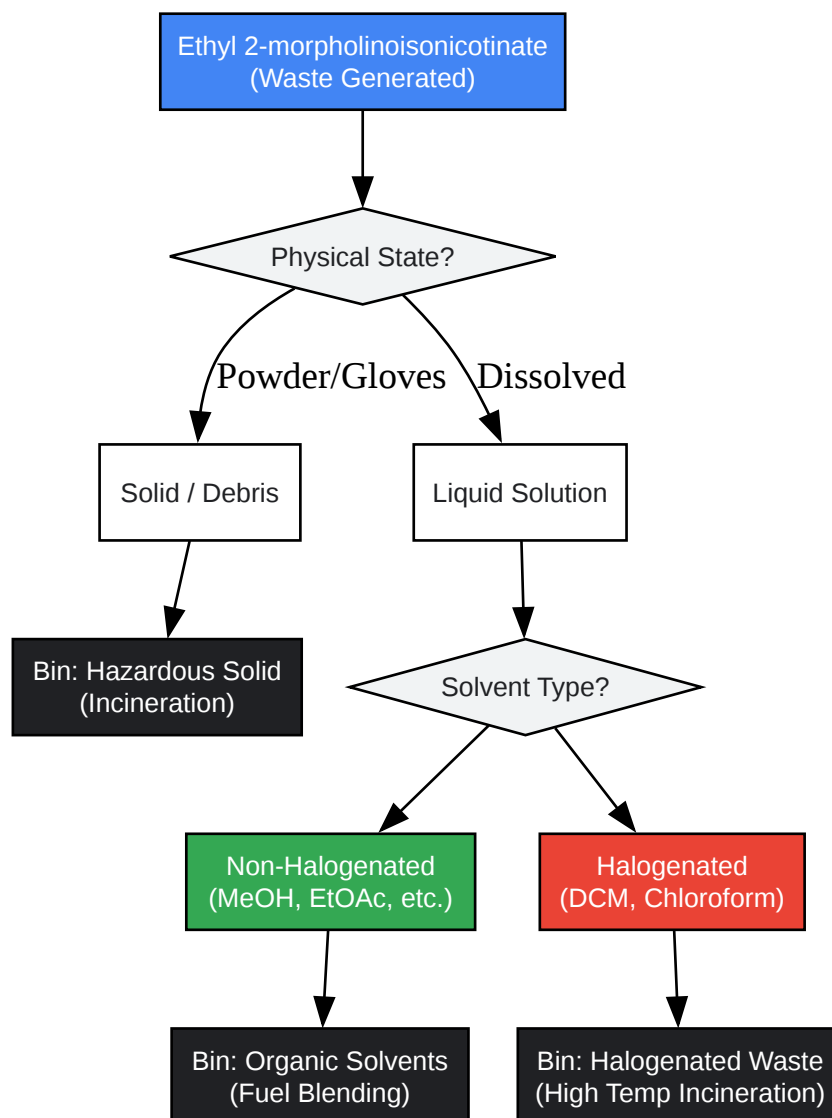 Ethyl 2-morpholinoisonicotinate
(Waste Generated)
Physical State?
Powder/Gloves
Dissolved
Solid / Debris
Liquid Solution
Bin: Hazardous Solid
(Incineration)
Solvent Type?
Non-Halogenated
(MeOH, EtOAc, etc.)
Halogenated
(DCM, Chloroform)
Bin: Organic Solvents
(Fuel Blending)
Bin: Halogenated Waste
(High Temp Incineration)